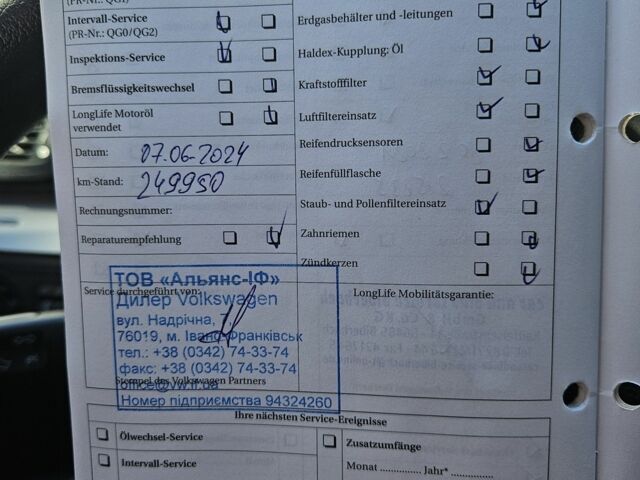 (PR-Nr.: QG1)
Intervall-Service
(PR-Nr.: QG0/QG2)
Inspektions-Service
Bremsflüssigkeitswechsel
LongLife Motoröl
verwendet
Datum: 07.06.2024
km-Stand: 249950
Rechnungsnummer:
Reparaturempfehlung
Erdgasbehälter und -leitungen
Haldex-Kupplung: Öl
Kraftstofffilter
Luftfiltereinsatz
Reifendrucksensoren
Reifenfüllflasche
Staub- und Pollenfiltereinsatz
Zahnriemen
Zündkerzen
Service durchgeführt von:
ТОВ «Альянс-ІФ»
Дилер Volkswagen
вул. Надрічна, 7
76019, м. Івано-Франківськ
тел.: +38 (0342) 74-33-74
факс: +38 (0342) 74-33-74
office@vw.if.ua
Номер підприємства 94324260
Stempel des Volkswagen Partners
LongLife Mobilitätsgarantie:
Ihre nächsten Service-Ereignisse
Ölwechsel-Service
Intervall-Service
Zusatzumfänge
Monat ............... Jahr* ...............